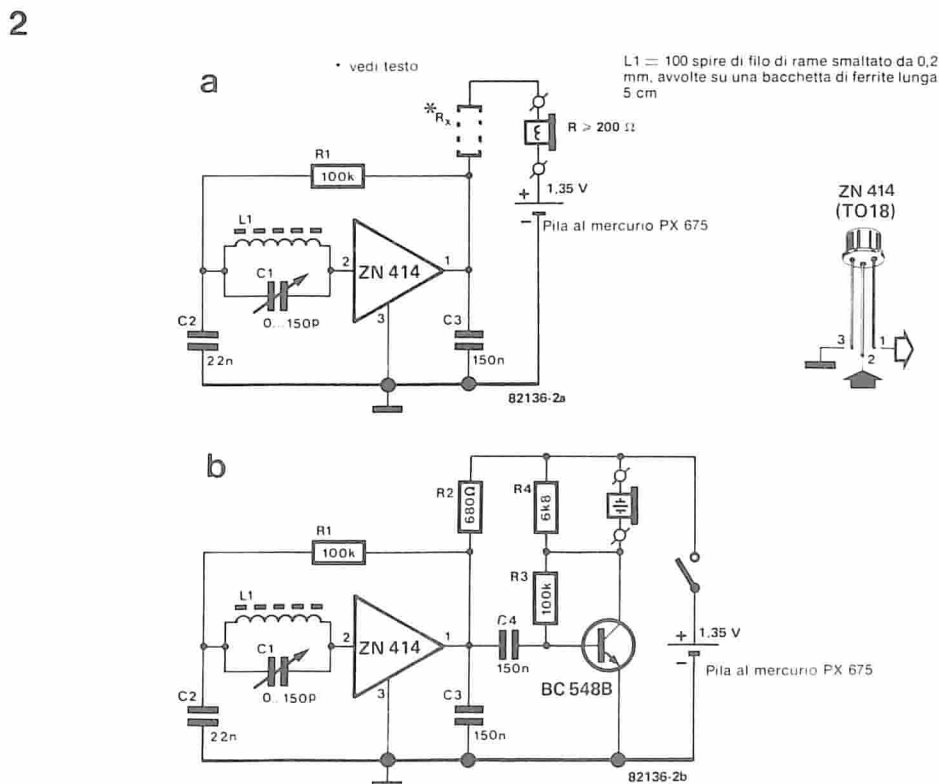 2
a
* vedi testo
L1 = 100 spire di filo di rame smaltato da 0,2
mm, avvolte su una bacchetta di ferrite lunga
5 cm
*Rx
R > 200 Ω
R1
100k
+ 1,35 V
− Pila al mercurio PX 675
L1
C1
0...150p
2
ZN 414
1
3
C2
22n
C3
150n
82136-2a
ZN 414
(TO18)
3
1
2
b
R2
680Ω
R4
6k8
R1
100k
R3
100k
L1
C1
0...150p
2
ZN 414
1
3
C4
150n
BC 548B
+ 1,35 V
− Pila al mercurio PX 675
C2
22n
C3
150n
82136-2b